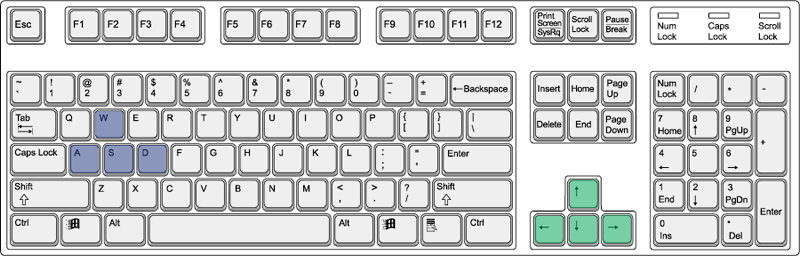 Esc F1 F2 F3 F4 F5 F6 F7 F8 F9 F10 F11 F12
Print Screen SysRq
Scroll Lock
Pause Break
Num Lock
Caps Lock
Scroll Lock
~ ! @ # $ % ^ & * ( ) - +
` 1 2 3 4 5 6 7 8 9 0 - = ←Backspace
Tab Q W E R T Y U I O P { [ } ] | \
Caps Lock A S D F G H J K L : ; " , Enter
Shift Z X C V B N M < , > . ? / Shift
Ctrl Alt Alt Ctrl
Insert Home Page Up
Delete End Page Down
↑
← ↓ →
Num Lock / * -
7 Home 8 ↑ 9 PgUp +
4 ← 5 6 →
1 End 2 ↓ 3 PgDn Enter
0 Ins * Del